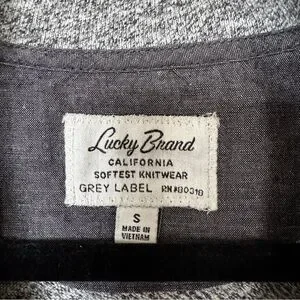 Lucky Brand
CALIFORNIA
SOFTEST KNITWEAR
GREY LABEL RN#80318
S
MADE IN
VIETNAM